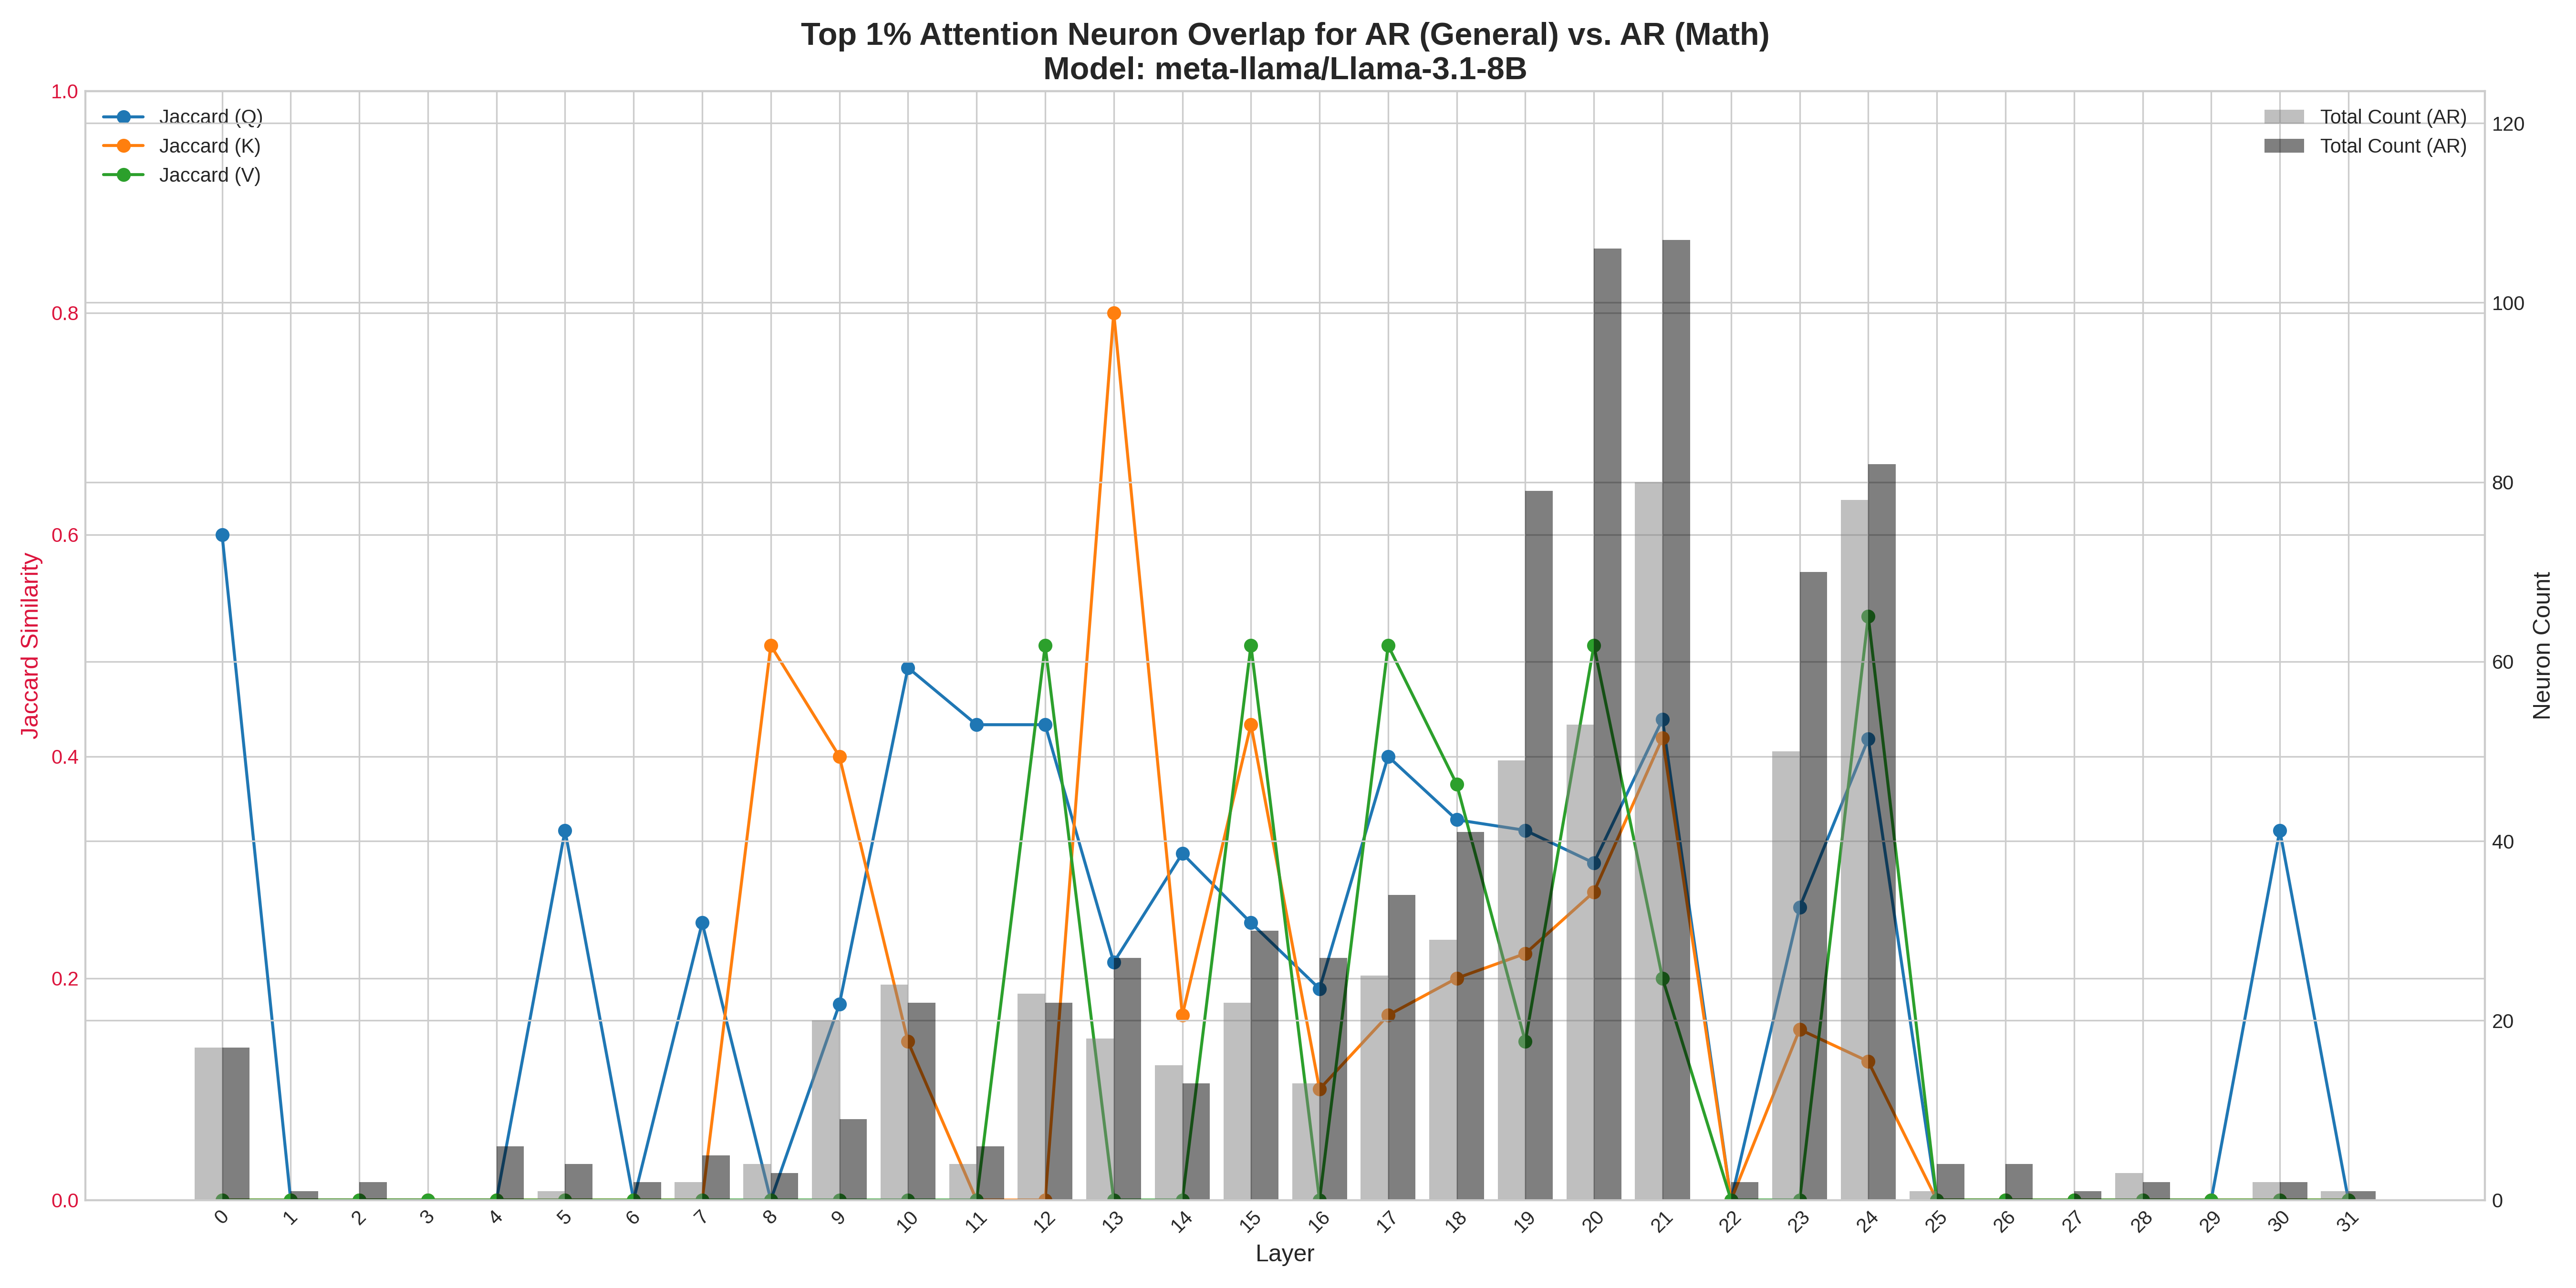 Top 1% Attention Neuron Overlap for AR (General) vs. AR (Math)
Model: meta-llama/Llama-3.1-8B
Jaccard (Q)
Jaccard (K)
Jaccard (V)
Total Count (AR)
Total Count (AR)
Jaccard Similarity
1.0
0.8
0.6
0.4
0.2
0.0
Neuron Count
120
100
80
60
40
20
0
0 1 2 3 4 5 6 7 8 9 10 11 12 13 14 15 16 17 18 19 20 21 22 23 24 25 26 27 28 29 30 31
Layer